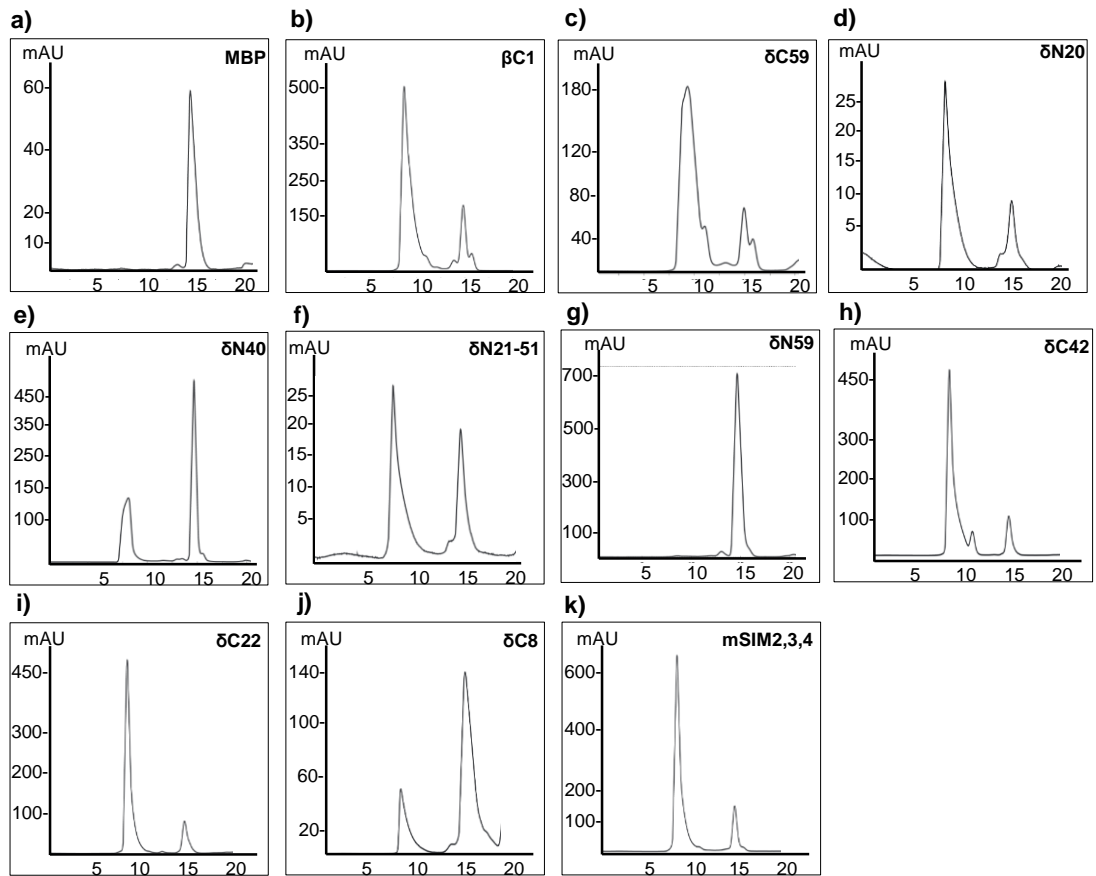 a)
mAU
MBP
60
40
20
10
5 10 15 20
b)
mAU
βC1
500
350
250
150
5 10 15 20
c)
mAU
δC59
180
120
80
40
5 10 15 20
d)
mAU
δN20
25
20
15
10
5
5 10 15 20
e)
mAU
δN40
450
350
250
150
100
5 10 15 20
f)
mAU
δN21-51
25
20
15
10
5
5 10 15 20
g)
mAU
δN59
700
500
300
100
5 10 15 20
h)
mAU
δC42
450
300
200
100
5 10 15 20
i)
mAU
δC22
450
300
200
100
5 10 15 20
j)
mAU
δC8
140
100
60
20
5 10 15 20
k)
mAU
mSIM2,3,4
600
400
200
100
5 10 15 20